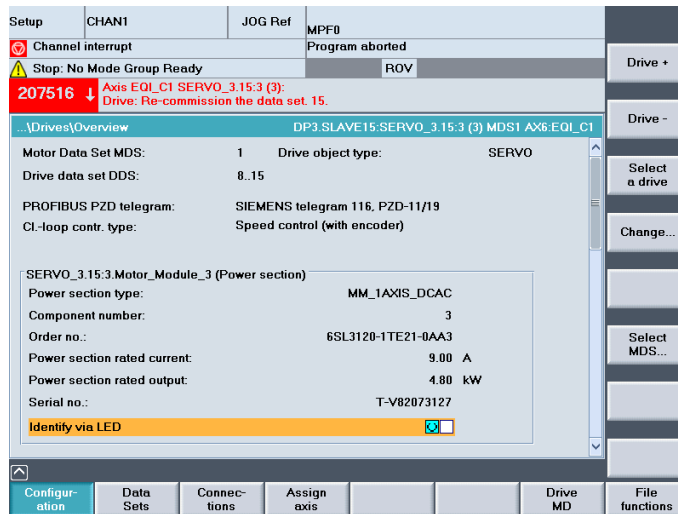 Setup CHAN1 JOG Ref MPF0
Channel interrupt Program aborted
Stop: No Mode Group Ready ROV
207516 ↓ Axis EQI_C1 SERVO_3.15:3 (3):
Drive: Re-commission the data set. 15.
...\Drives\Overview DP3.SLAVE15:SERVO_3.15:3 (3) MDS1 AX6:EQI_C1
Motor Data Set MDS: 1 Drive object type: SERVO
Drive data set DDS: 8..15
PROFIBUS PZD telegram: SIEMENS telegram 116, PZD-11/19
Cl.-loop contr. type: Speed control (with encoder)
SERVO_3.15:3.Motor_Module_3 (Power section)
Power section type: MM_1AXIS_DCAC
Component number: 3
Order no.: 6SL3120-1TE21-0AA3
Power section rated current: 9.00 A
Power section rated output: 4.80 kW
Serial no.: T-V82073127
Identify via LED
Drive +
Drive -
Select
a drive
Change...
Select
MDS...
Configur-
ation
Data
Sets
Connec-
tions
Assign
axis
Drive
MD
File
functions